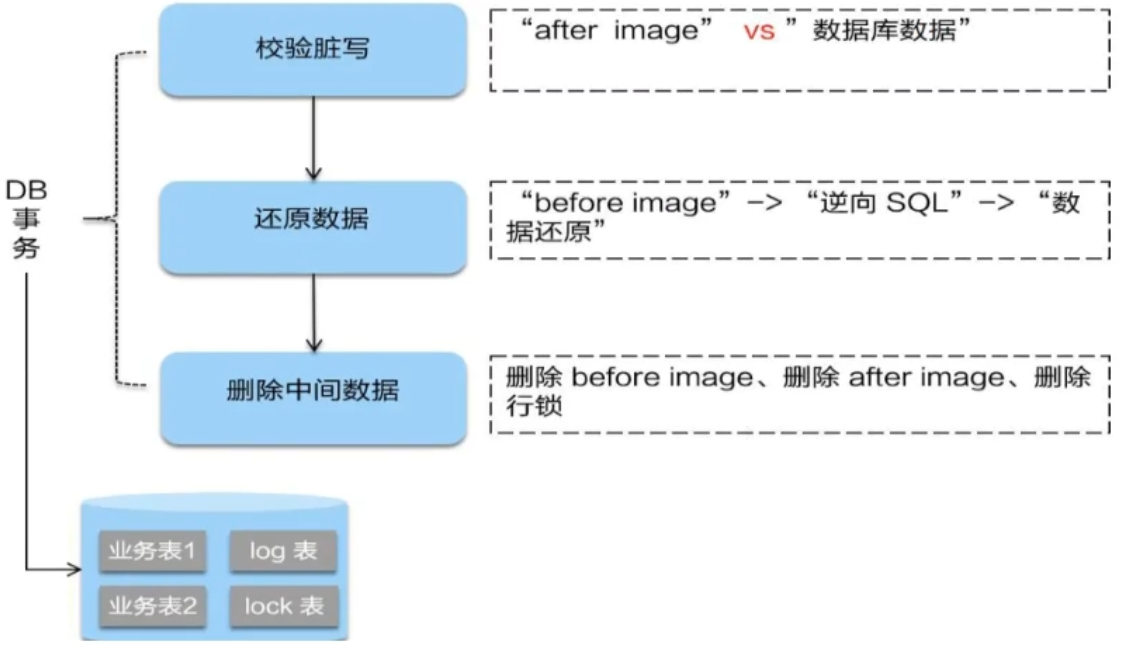 校验脏写
“after image” vs ”数据库数据”
DB
事
务
还原数据
“before image”−> “逆向 SQL”−> “数
据还原”
删除中间数据
删除 before image、删除 after image、删除
行锁
业务表1
log 表
业务表2
lock 表